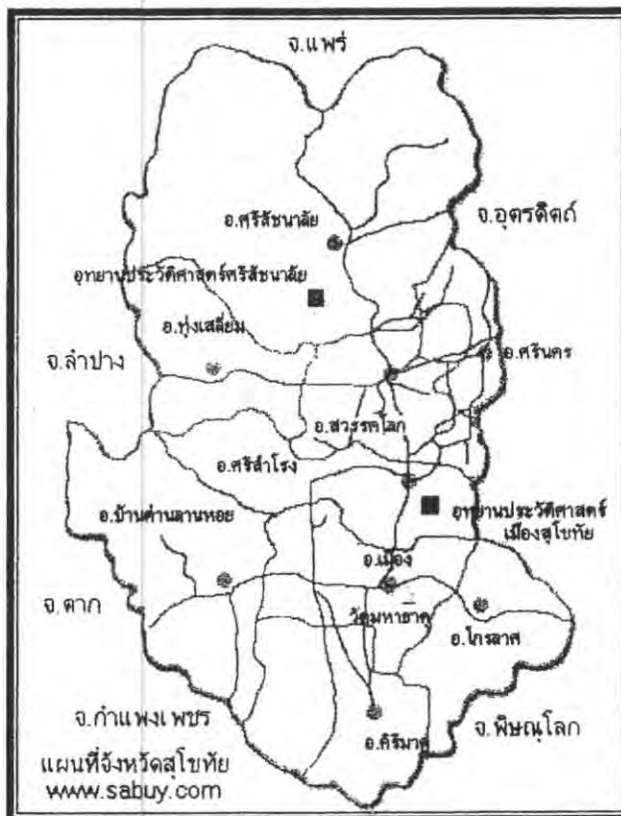 จ.แพร่
จ.อุตรดิตถ์
อ.ศรีสัชนาลัย
อุทยานประวัติศาสตร์ศรีสัชนาลัย
อ.ทุ่งเสลี่ยม
จ.ลำปาง
อ.ศรีนคร
อ.สวรรคโลก
อ.ศรีสำโรง
อ.บ้านด่านลานหอย
อุทยานประวัติศาสตร์
เมืองสุโขทัย
อ.เมือง
จ.ตาก
วัดมหาธาตุ
อ.กงไกรลาศ
จ.กำแพงเพชร
อ.คีรีมาศ
จ.พิษณุโลก
แผนที่จังหวัดสุโขทัย
www.sabuy.com